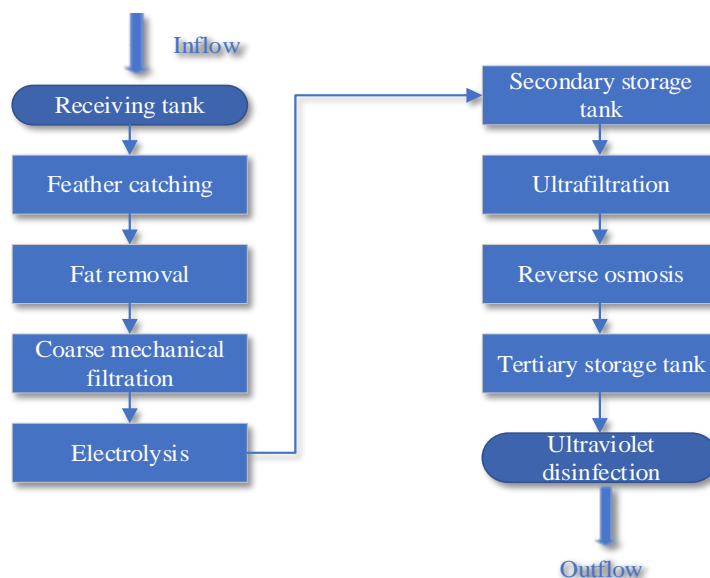 Inflow
Receiving tank
Feather catching
Fat removal
Coarse mechanical
filtration
Electrolysis
Secondary storage
tank
Ultrafiltration
Reverse osmosis
Tertiary storage tank
Ultraviolet
disinfection
Outflow